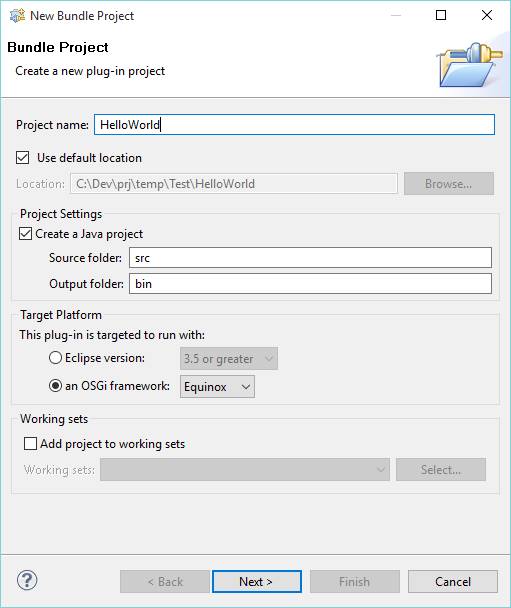 New Bundle Project
Bundle Project
Create a new plug-in project
Project name: HelloWorld
Use default location
Location: C:\Dev\prj\temp\Test\HelloWorld Browse...
Project Settings
Create a Java project
Source folder: src
Output folder: bin
Target Platform
This plug-in is targeted to run with:
Eclipse version: 3.5 or greater
an OSGi framework: Equinox
Working sets
Add project to working sets
Working sets: Select...
? < Back Next > Finish Cancel